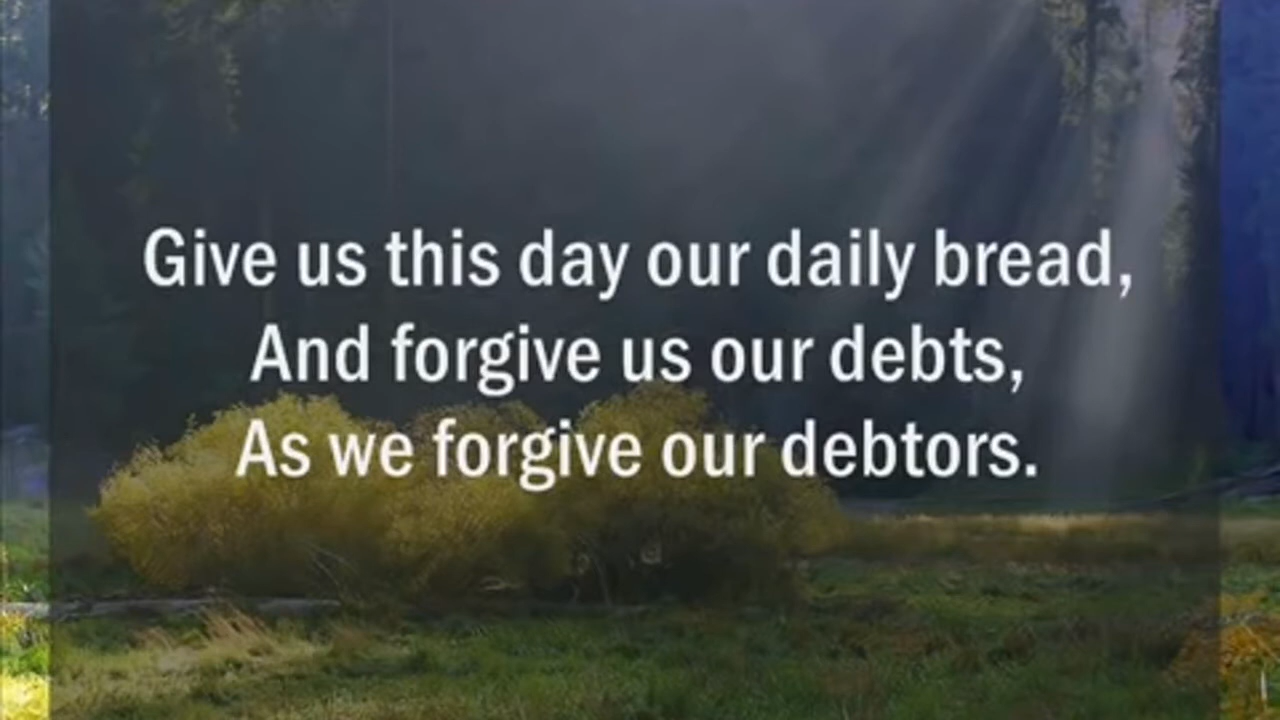 Give us this day our daily bread,
And forgive us our debts,
As we forgive our debtors.